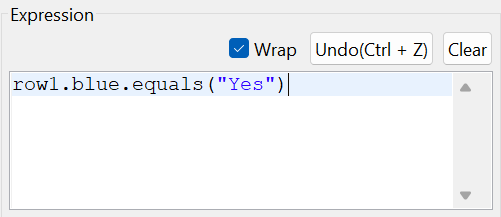 Expression
Wrap Undo(Ctrl + Z) Clear
row1.blue.equals("Yes")